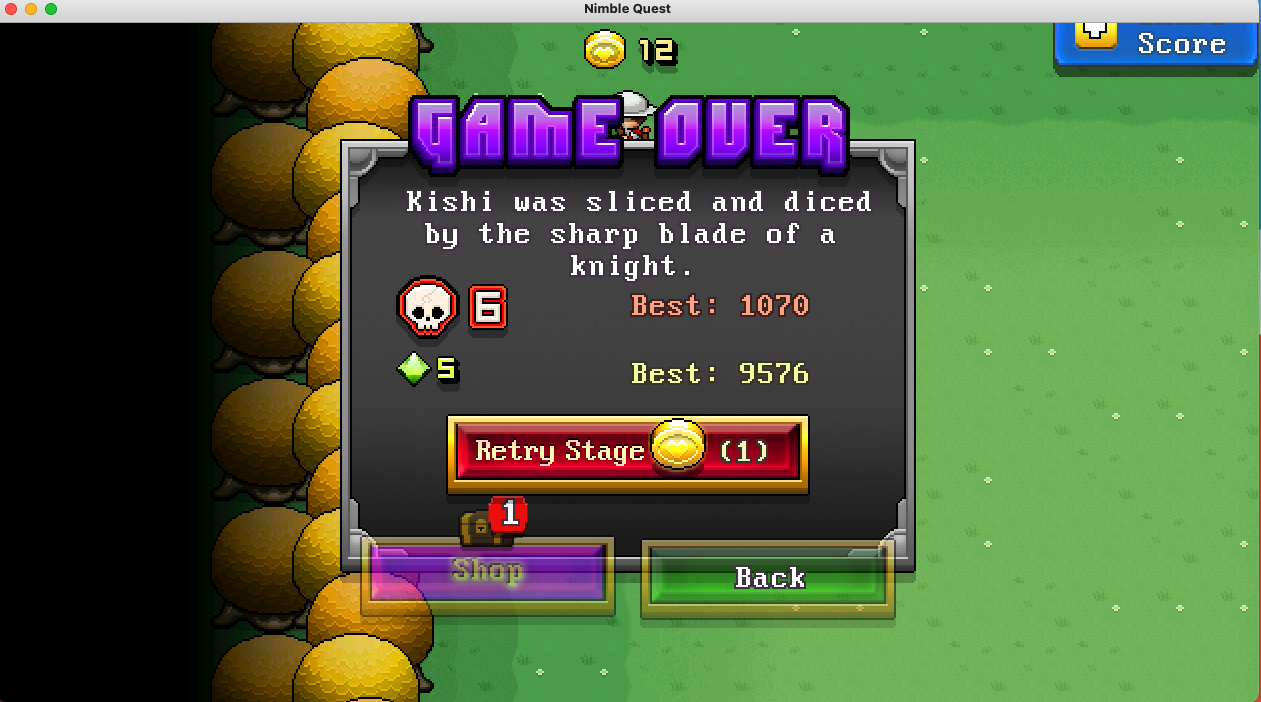 Nimble Quest
12
Score
GAME OVER
Kishi was sliced and diced
by the sharp blade of a
knight.
6
Best: 1070
5
Best: 9576
Retry Stage (1)
1
Shop
Back